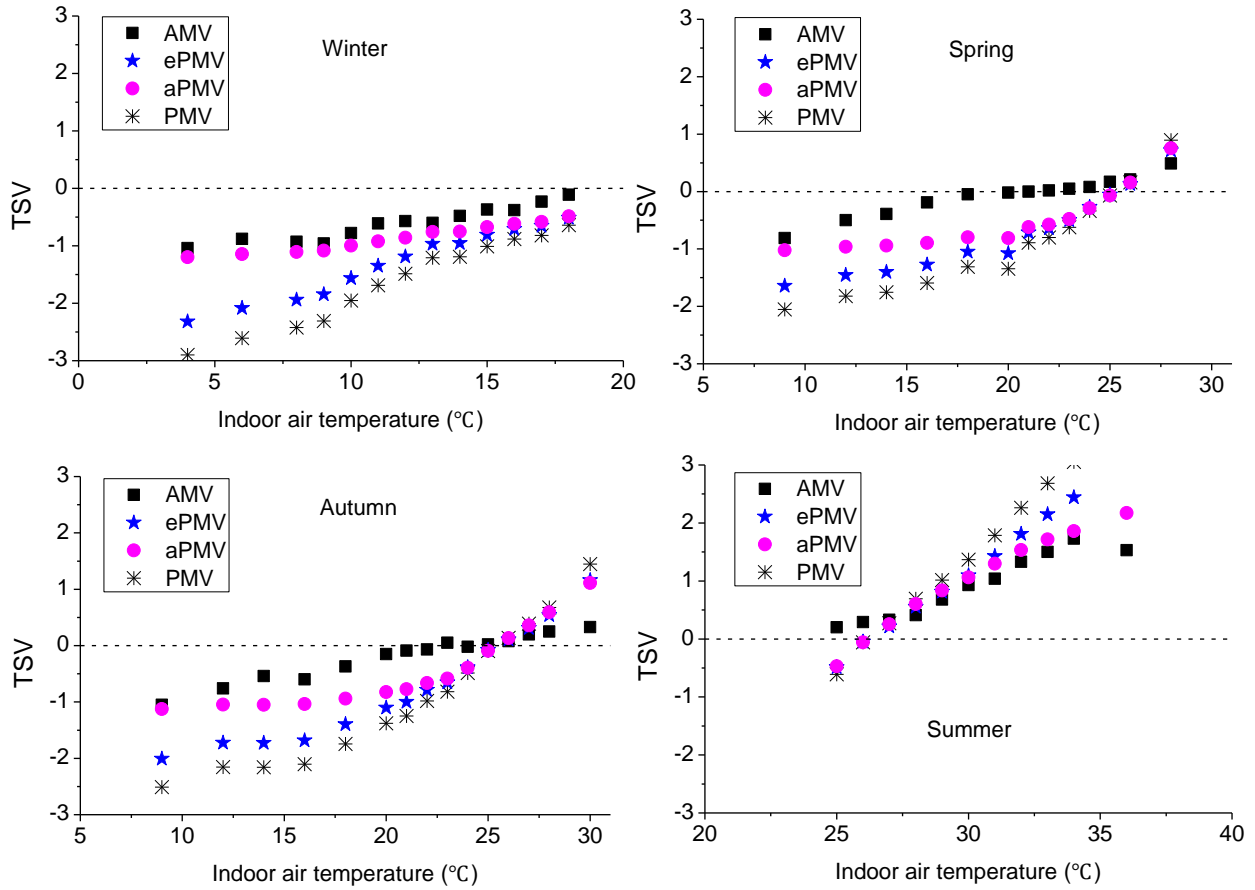 3
2
1
0
-1
-2
-3
TSV
AMV
ePMV
aPMV
PMV
Winter
0
5
10
15
20
Indoor air temperature (℃)
3
2
1
0
-1
-2
-3
TSV
AMV
ePMV
aPMV
PMV
Spring
5
10
15
20
25
30
Indoor air temperature (℃)
3
2
1
0
-1
-2
-3
TSV
AMV
ePMV
aPMV
PMV
Autumn
5
10
15
20
25
30
Indoor air temperature (℃)
3
2
1
0
-1
-2
-3
TSV
AMV
ePMV
aPMV
PMV
Summer
20
25
30
35
40
Indoor air temperature (℃)